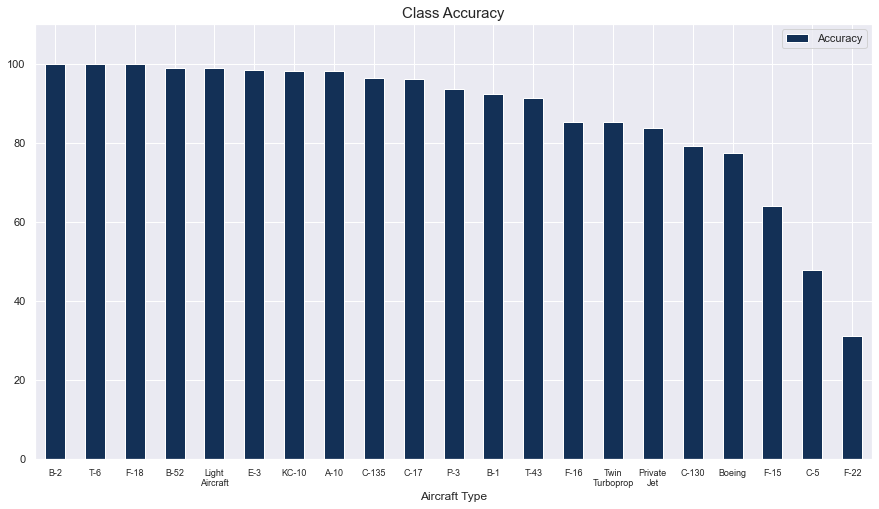 Class Accuracy
Accuracy
100
80
60
40
20
0
B-2 T-6 F-18 B-52 Light Aircraft E-3 KC-10 A-10 C-135 C-17 P-3 B-1 T-43 F-16 Twin Turboprop Private Jet C-130 Boeing F-15 C-5 F-22
Aircraft Type